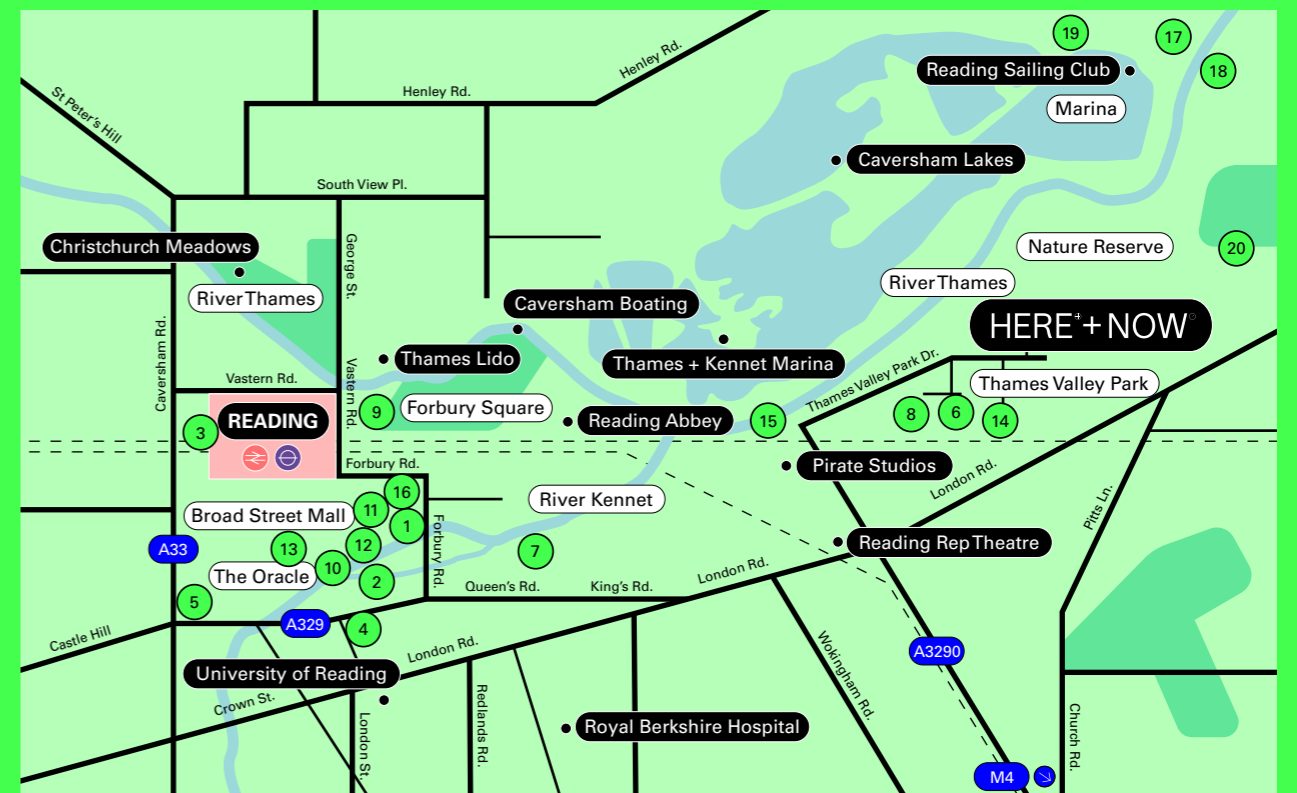 19
17
Henley Rd.
Reading Sailing Club
18
St Peter's Hill
Henley Rd.
Marina
Caversham Lakes
South View Pl.
Christchurch Meadows
George St.
Nature Reserve
20
River Thames
River Thames
Caversham Boating
HERE + NOW
Caversham Rd.
Thames Lido
Thames + Kennet Marina
Thames Valley Park Dr.
Vastern Rd.
Vastern Rd.
Thames Valley Park
9
Forbury Square
8
6
14
3
READING
Reading Abbey
15
Forbury Rd.
Pirate Studios
London Rd.
16
River Kennet
Pitts Ln.
Broad Street Mall
11
1
Forbury Rd.
A33
13
12
7
Reading Rep Theatre
The Oracle
10
2
London Rd.
Queen's Rd.
King's Rd.
5
A329
4
Castle Hill
London Rd.
A3290
University of Reading
Wokingham Rd.
Crown St.
London St.
Redlands Rd.
Royal Berkshire Hospital
Church Rd.
M4